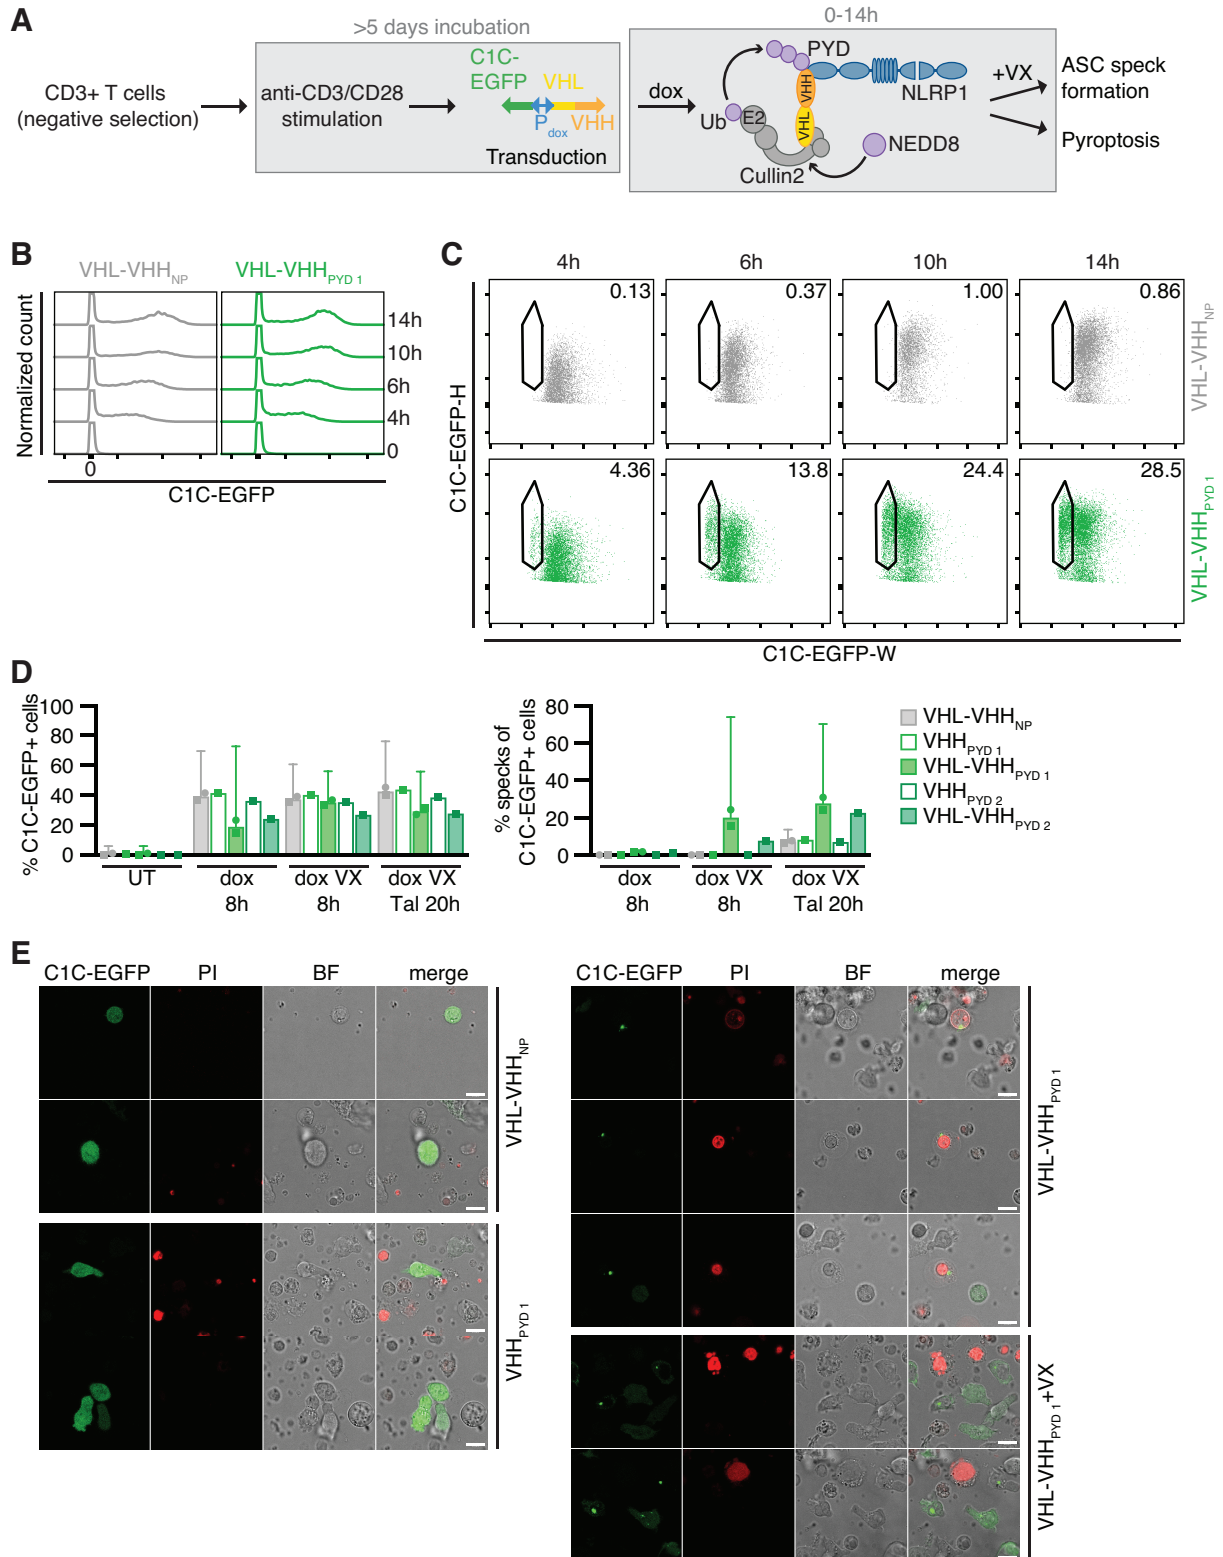 A
>5 days incubation
0-14h
CD3+ T cells
(negative selection)
anti-CD3/CD28
stimulation
C1C-
EGFP
VHL
Pdox
VHH
Transduction
dox
PYD
VHH
VHL
NLRP1
Ub
E2
NEDD8
Cullin2
+VX
ASC speck
formation
Pyroptosis
B
VHL-VHHNP
VHL-VHHPYD 1
Normalized count
14h
10h
6h
4h
0
0
C1C-EGFP
C
4h
6h
10h
14h
0.13
0.37
1.00
0.86
VHL-VHHNP
C1C-EGFP-H
4.36
13.8
24.4
28.5
VHL-VHHPYD 1
C1C-EGFP-W
D
% C1C-EGFP+ cells
100
80
60
40
20
0
UT
dox
8h
dox VX
8h
dox VX
Tal 20h
% specks of
C1C-EGFP+ cells
80
60
40
20
0
dox
8h
dox VX
8h
dox VX
Tal 20h
VHL-VHHNP
VHHPYD 1
VHL-VHHPYD 1
VHHPYD 2
VHL-VHHPYD 2
E
C1C-EGFP
PI
BF
merge
VHL-VHHNP
VHHPYD 1
C1C-EGFP
PI
BF
merge
VHL-VHHPYD 1
VHL-VHHPYD 1+VX